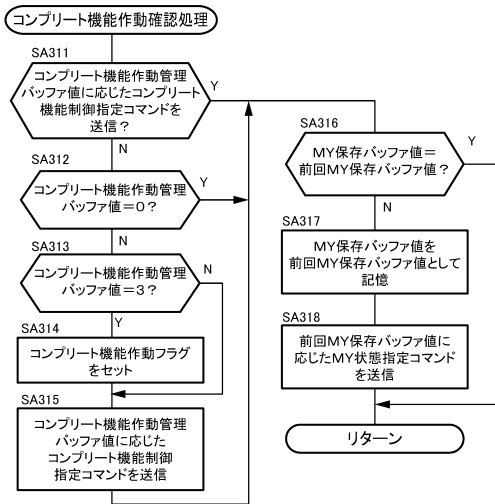 コンプリート機能作動確認処理
SA311
コンプリート機能作動管理
バッファ値に応じたコンプリート
機能制御指定コマンドを
送信?
Y
N
SA312
コンプリート機能作動管理
バッファ値=0?
Y
N
SA313
コンプリート機能作動管理
バッファ値=3?
N
Y
SA314
コンプリート機能作動フラグ
をセット
SA315
コンプリート機能作動管理
バッファ値に応じた
コンプリート機能制御
指定コマンドを送信
SA316
MY保存バッファ値=
前回MY保存バッファ値?
Y
N
SA317
MY保存バッファ値を
前回MY保存バッファ値として
記憶
SA318
前回MY保存バッファ値に
応じたMY状態指定コマンド
を送信
リターン